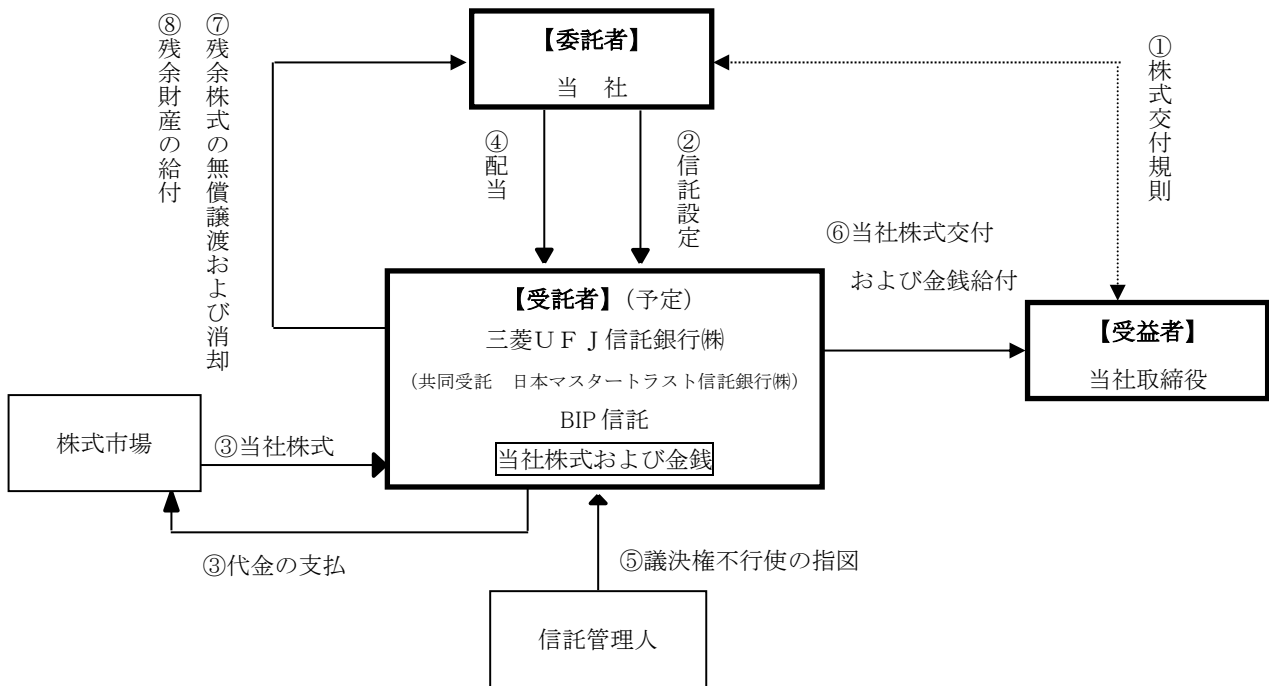 ⑧残余財産の給付
⑦残余株式の無償譲渡および消却
【委託者】
当 社
①株式交付規則
④配当
②信託設定
⑥当社株式交付
および金銭給付
【受託者】(予定)
三菱UFJ信託銀行㈱
(共同受託 日本マスタートラスト信託銀行㈱)
BIP信託
当社株式および金銭
【受益者】
当社取締役
株式市場
③当社株式
③代金の支払
⑤議決権不行使の指図
信託管理人